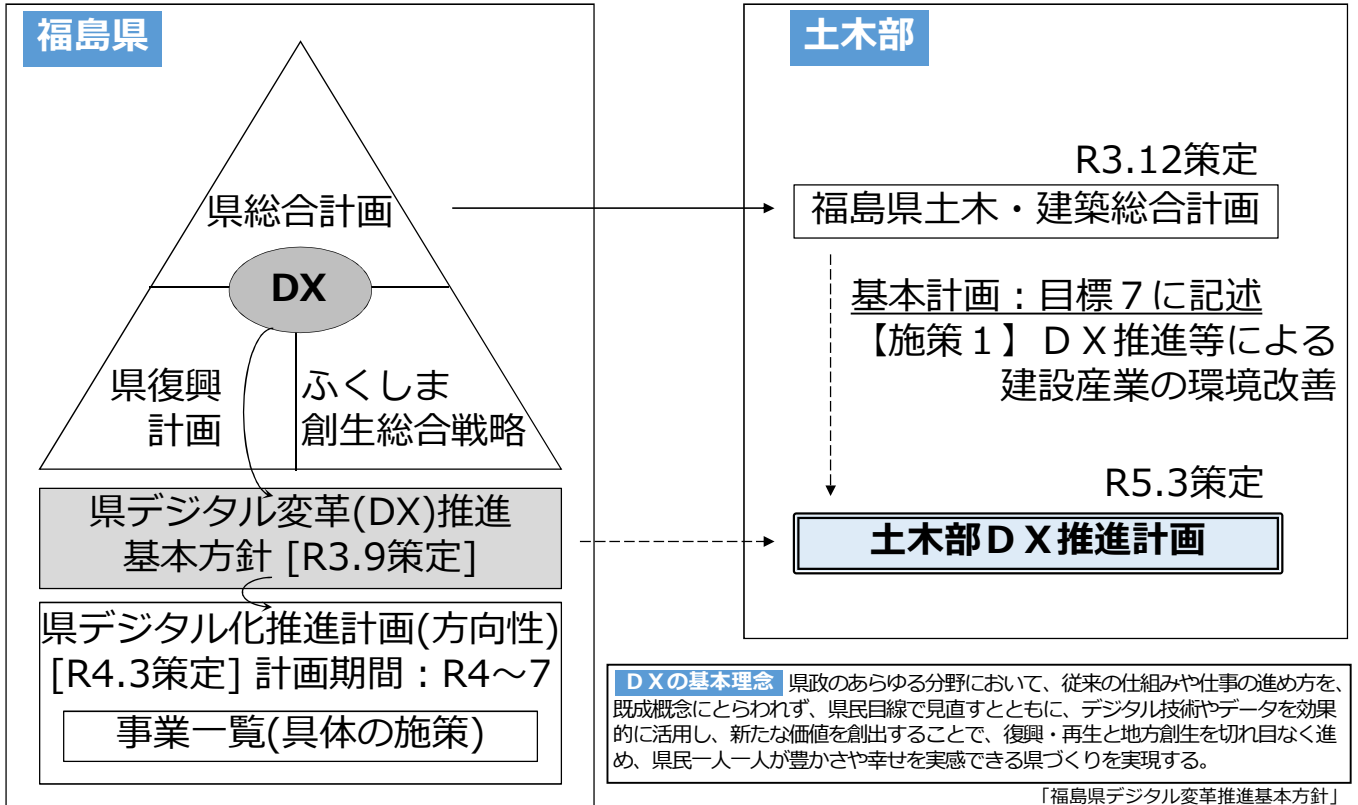 福島県
県総合計画
DX
県復興
計画
ふくしま
創生総合戦略
県デジタル変革(DX)推進
基本方針 [R3.9策定]
県デジタル化推進計画(方向性)
[R4.3策定] 計画期間：R4～7
事業一覧(具体の施策)
土木部
R3.12策定
福島県土木・建築総合計画
基本計画：目標７に記述
【施策１】ＤＸ推進等による
建設産業の環境改善
R5.3策定
土木部ＤＸ推進計画
ＤＸの基本理念 県政のあらゆる分野において、従来の仕組みや仕事の進め方を、
既成概念にとらわれず、県民目線で見直すとともに、デジタル技術やデータを効果
的に活用し、新たな価値を創出することで、復興・再生と地方創生を切れ目なく進
め、県民一人一人が豊かさや幸せを実感できる県づくりを実現する。
「福島県デジタル変革推進基本方針」